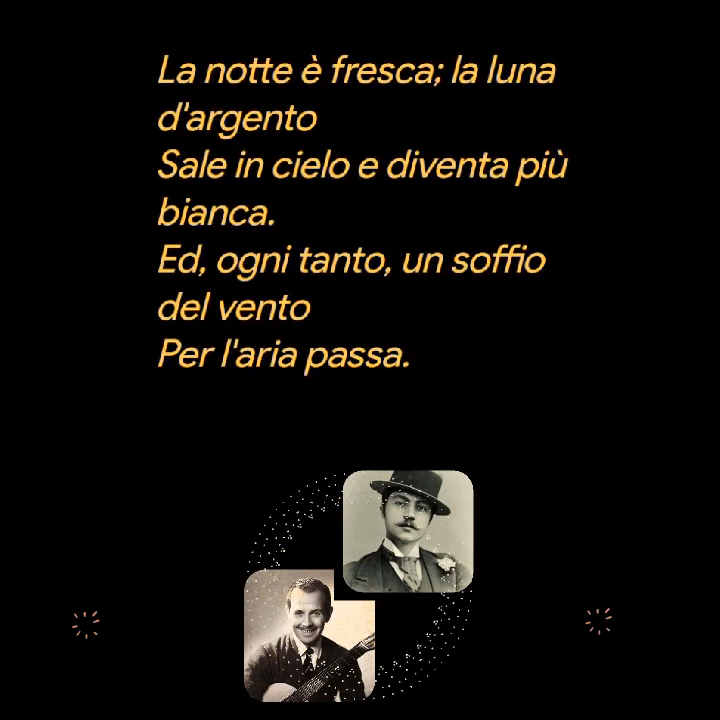 La notte è fresca; la luna
d'argento
Sale in cielo e diventa più
bianca.
Ed, ogni tanto, un soffio
del vento
Per l'aria passa.